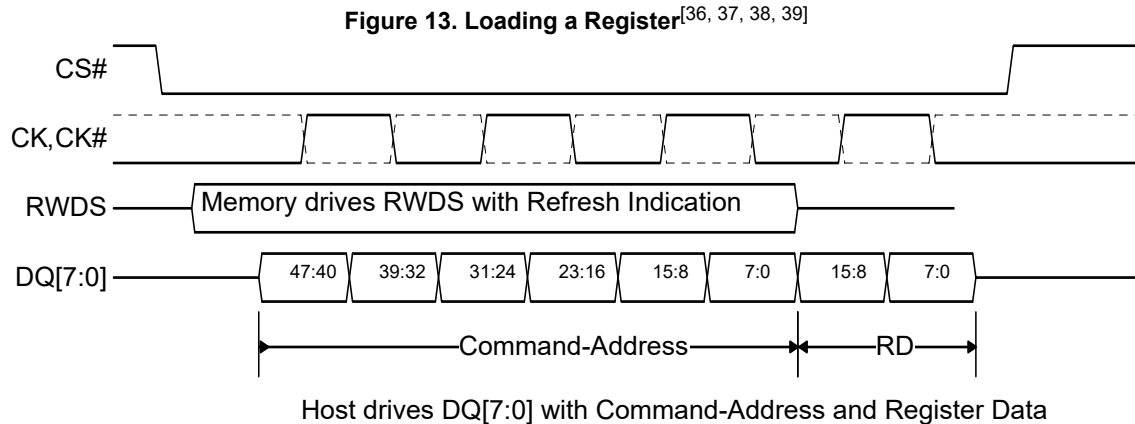 Figure 13. Loading a Register[36, 37, 38, 39]
CS#
CK,CK#
RWDS Memory drives RWDS with Refresh Indication
DQ[7:0] 47:40 39:32 31:24 23:16 15:8 7:0 15:8 7:0
Command-Address RD
Host drives DQ[7:0] with Command-Address and Register Data